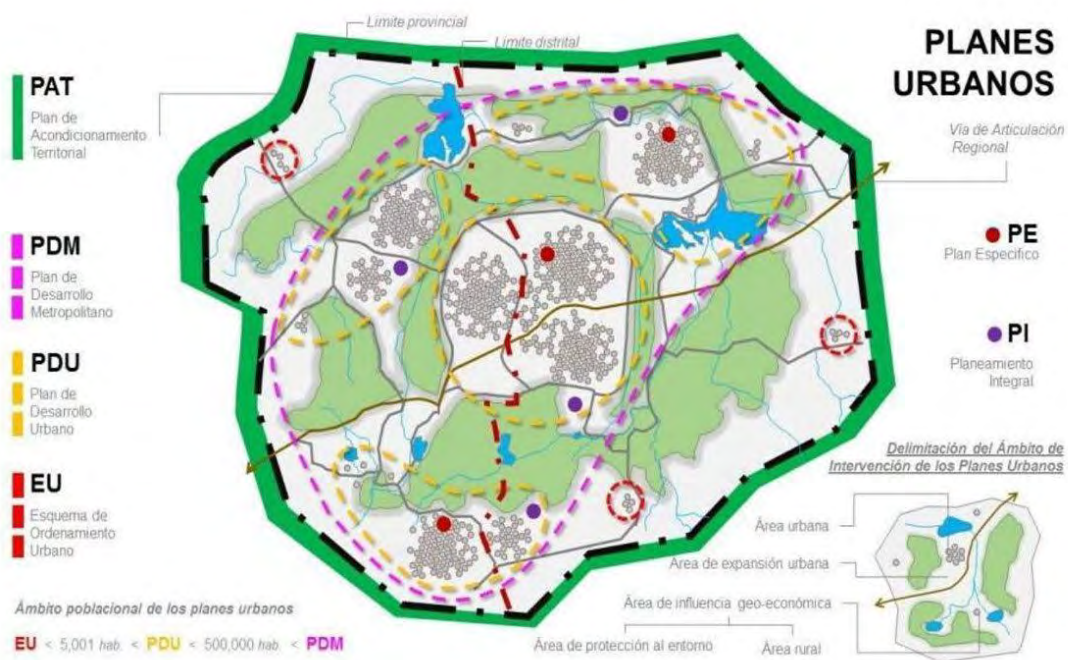 Límite provincial
Límite distrital
PLANES
URBANOS
PAT
Plan de
Acondicionamiento
Territorial
Vía de Articulación
Regional
PDM
Plan de
Desarrollo
Metropolitano
PE
Plan Específico
PDU
Plan de
Desarrollo
Urbano
PI
Planeamiento
Integral
EU
Esquema de
Ordenamiento
Urbano
Delimitación del Ámbito de
Intervención de los Planes Urbanos
Área urbana
Área de expansión urbana
Área de influencia geo-económica
Área de protección al entorno
Área rural
Ámbito poblacional de los planes urbanos
EU < 5,001 hab. < PDU < 500,000 hab. < PDM